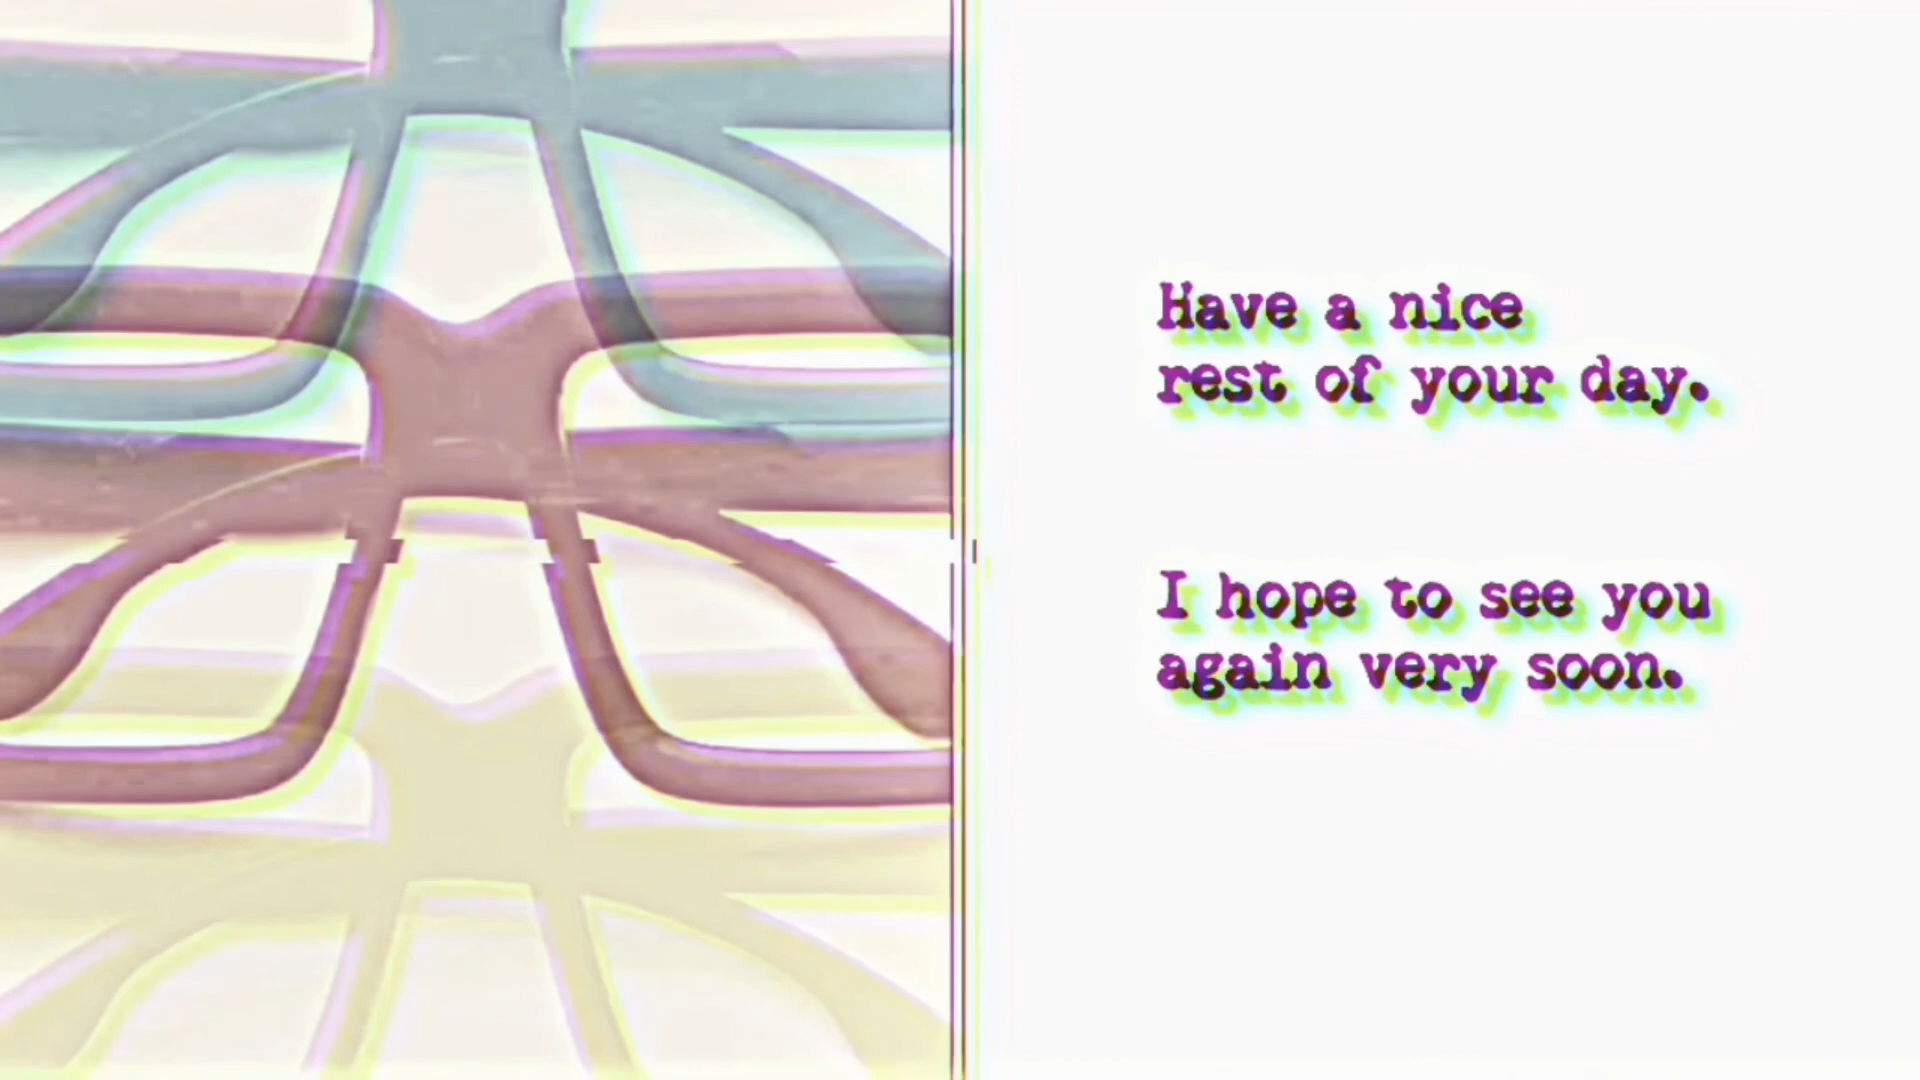 Have a nice
rest of your day.
I hope to see you
again very soon.